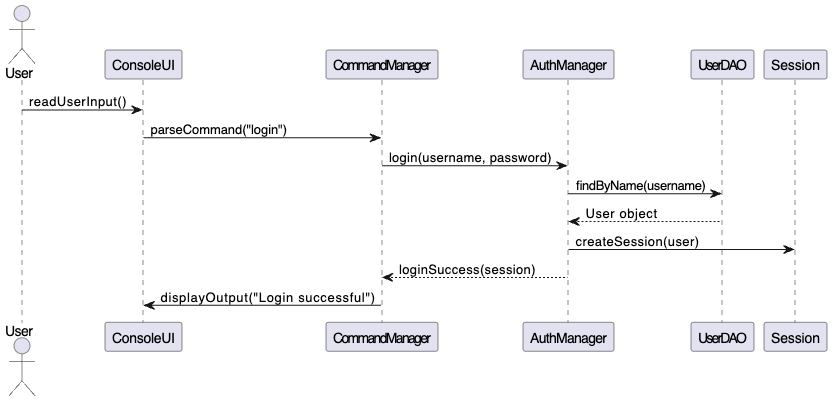 User
ConsoleUI
CommandManager
AuthManager
UserDAO
Session
readUserInput()
parseCommand("login")
login(username, password)
findByName(username)
User object
createSession(user)
loginSuccess(session)
displayOutput("Login successful")
User
ConsoleUI
CommandManager
AuthManager
UserDAO
Session